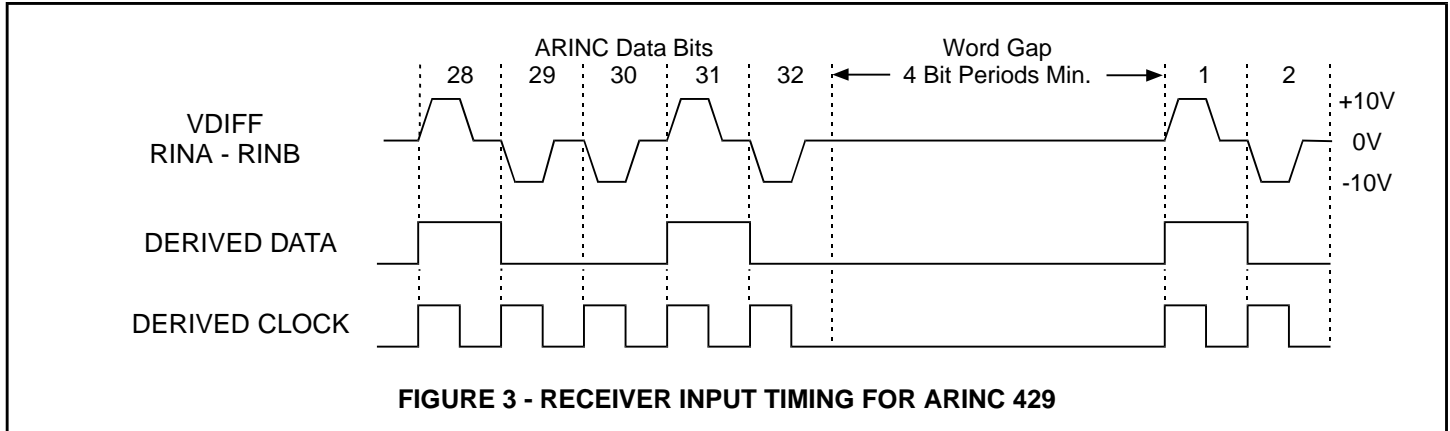 ARINC Data Bits
Word Gap
28 29 30 31 32 4 Bit Periods Min. 1 2
+10V
VDIFF
RINA - RINB
0V
-10V
DERIVED DATA
DERIVED CLOCK
FIGURE 3 - RECEIVER INPUT TIMING FOR ARINC 429